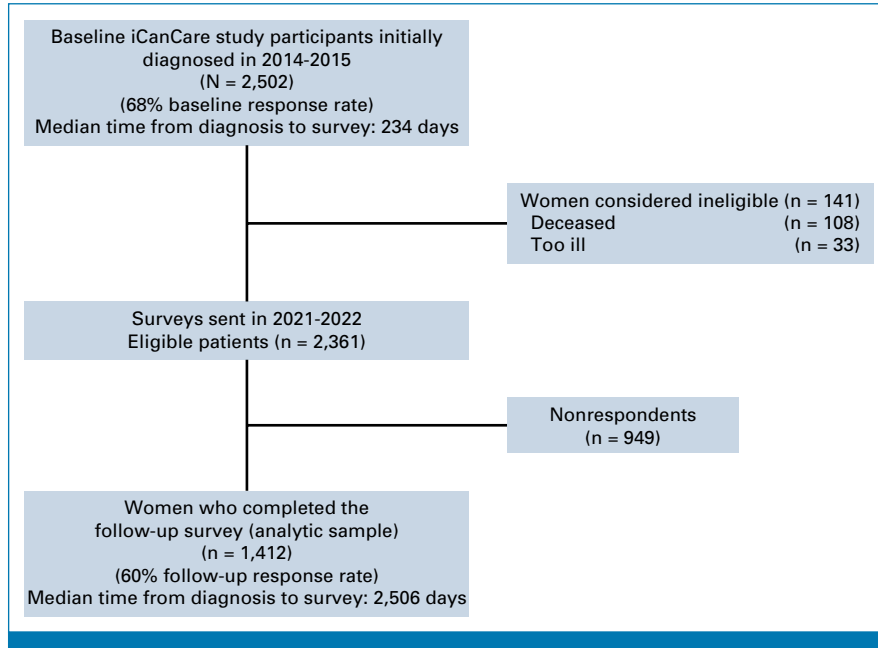 Baseline iCanCare study participants initially
diagnosed in 2014-2015
(N = 2,502)
(68% baseline response rate)
Median time from diagnosis to survey: 234 days
Women considered ineligible (n = 141)
Deceased (n = 108)
Too ill (n = 33)
Surveys sent in 2021-2022
Eligible patients (n = 2,361)
Nonrespondents
(n = 949)
Women who completed the
follow-up survey (analytic sample)
(n = 1,412)
(60% follow-up response rate)
Median time from diagnosis to survey: 2,506 days